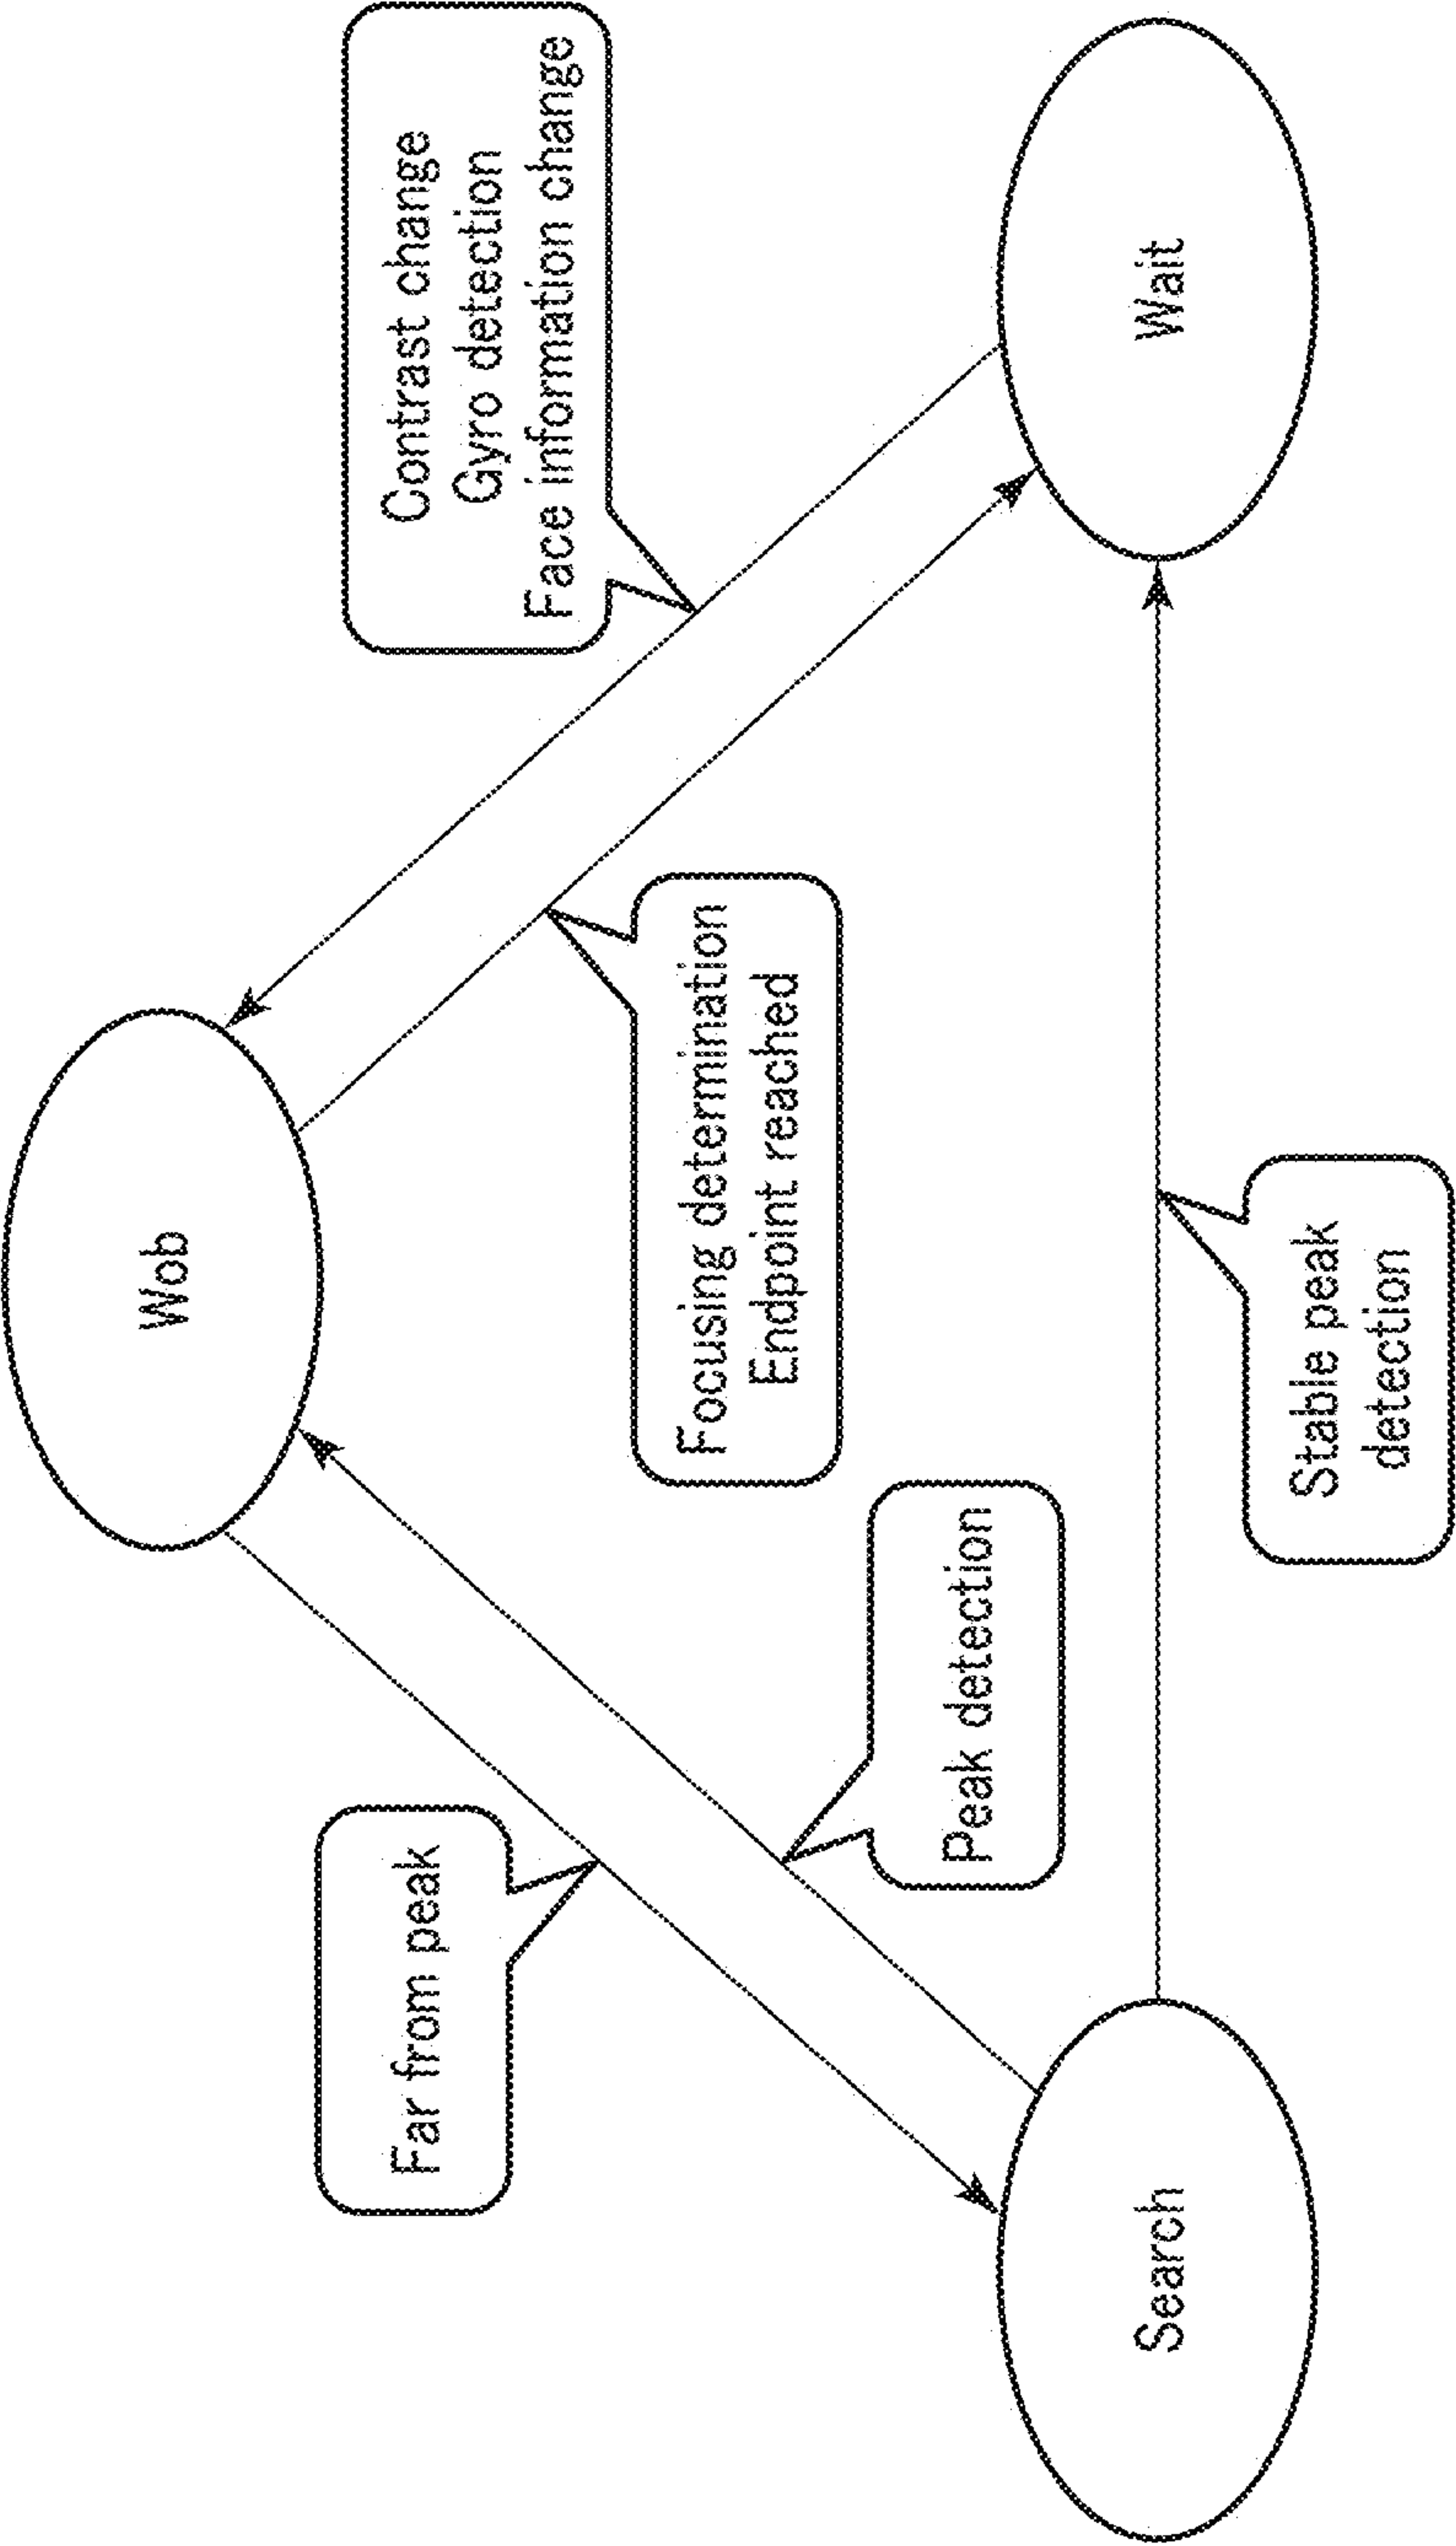 Wob
Far from peak
Contrast change
Gyro detection
Face information change
Focusing determination
Endpoint reached
Peak detection
Search
Wait
Stable peak
detection